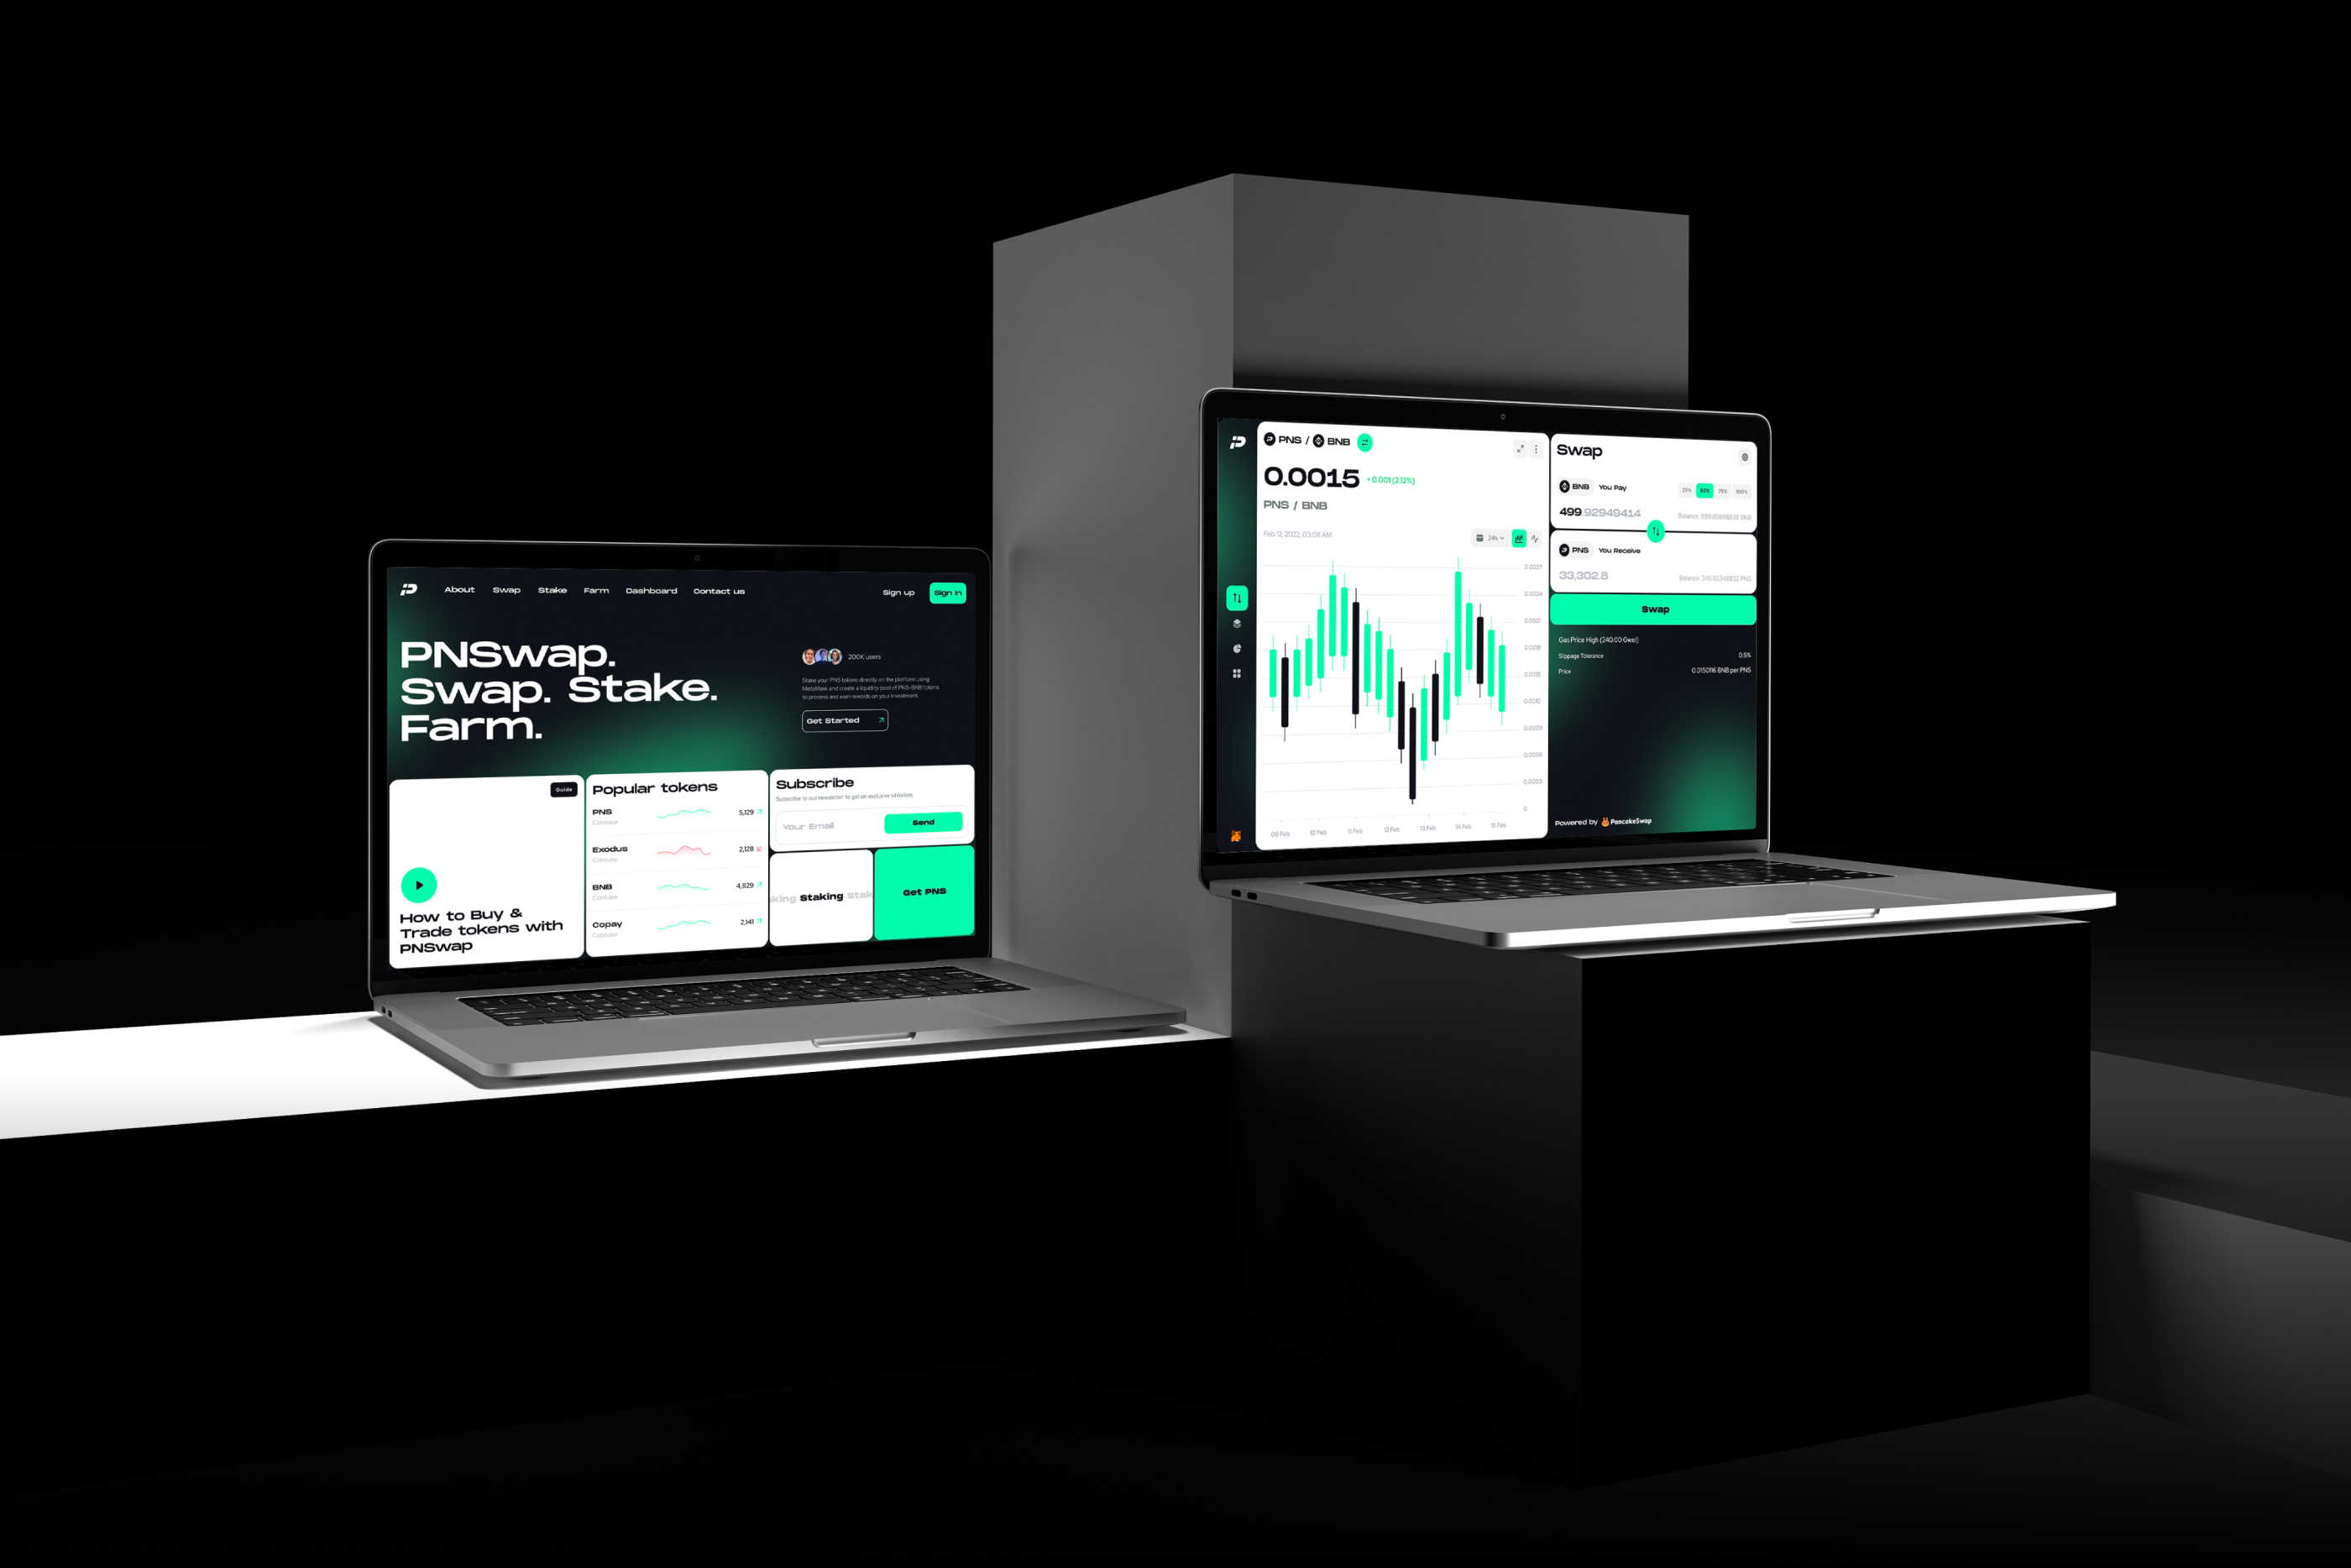 About Swap Stake Farm Dashboard Contact us Sign up Sign in
PNSwap.
Swap. Stake.
Farm.
200K users
Stake your PNS tokens directly on the platform using
MetaMask and create a liquidity pool of PNS-BNB tokens
to process and earn rewards on your investment.
Get Started
Guide
How to Buy &
Trade tokens with
PNSwap
Popular tokens
PNS 5,129
Coinbase
Exodus 2,128
Coinbase
BNB 4,829
Coinbase
Copay 2,141
Coinbase
Subscribe
Subscribe to our newsletter to get on exclusive whitelists
Your Email Send
king Staking Stak
Get PNS
PNS / BNB
0.0015 +0.001 (2.12%)
PNS / BNB
Feb 12, 2022, 03:08 AM 24h
0.0027
0.0024
0.0021
0.0018
0.0015
0.0012
0.0009
0.0006
0.0003
0
09 Feb 10 Feb 11 Feb 12 Feb 13 Feb 14 Feb 15 Feb
Swap
BNB You Pay 25% 50% 75% 100%
499.92949414 Balance: BNB
PNS You Receive
33,302.8 Balance: PNS
Swap
Gas Price High (240.00 Gwei)
Slippage Tolerance 0.5%
Price 0.0150116 BNB per PNS
Powered by PancakeSwap